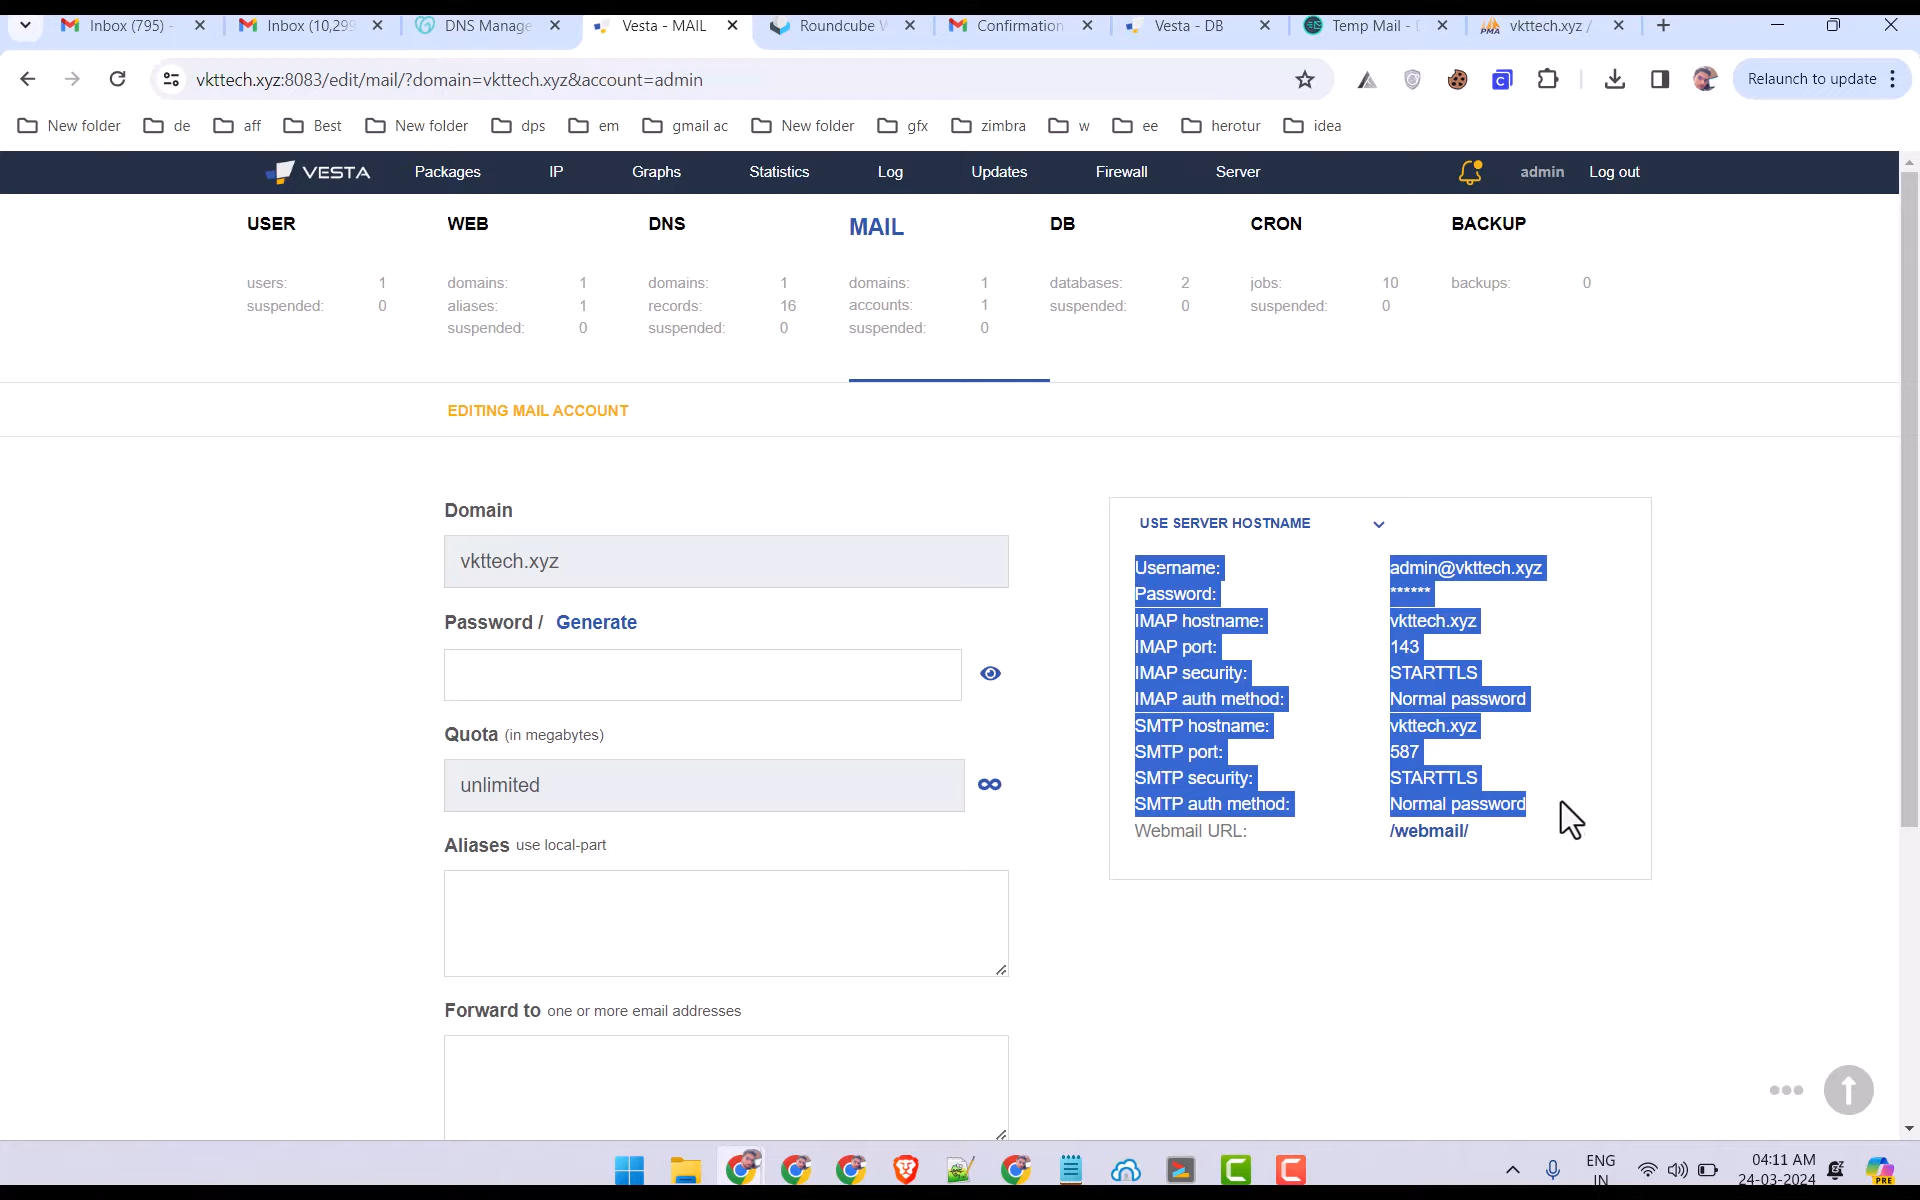 Inbox (795) -
Inbox (10,299
DNS Manage
Vesta - MAIL
Roundcube W
Confirmation
Vesta - DB
Temp Mail - D
PMA
vkttech.xyz /
vkttech.xyz:8083/edit/mail/?domain=vkttech.xyz&account=admin
Relaunch to update
New folder
de
aff
Best
New folder
dps
em
gmail ac
New folder
gfx
zimbra
w
ee
herotur
idea
VESTA
Packages
IP
Graphs
Statistics
Log
Updates
Firewall
Server
admin
Log out
USER
users: 1
suspended: 0
WEB
domains: 1
aliases: 1
suspended: 0
DNS
domains: 1
records: 16
suspended: 0
MAIL
domains: 1
accounts: 1
suspended: 0
DB
databases: 2
suspended: 0
CRON
jobs: 10
suspended: 0
BACKUP
backups: 0
EDITING MAIL ACCOUNT
Domain
vkttech.xyz
Password / Generate
Quota (in megabytes)
unlimited
Aliases use local-part
Forward to one or more email addresses
USE SERVER HOSTNAME
Username: admin@vkttech.xyz
Password: ******
IMAP hostname: vkttech.xyz
IMAP port: 143
IMAP security: STARTTLS
IMAP auth method: Normal password
SMTP hostname: vkttech.xyz
SMTP port: 587
SMTP security: STARTTLS
SMTP auth method: Normal password
Webmail URL: /webmail/
ENG
IN
04:11 AM
24-03-2024
PRE